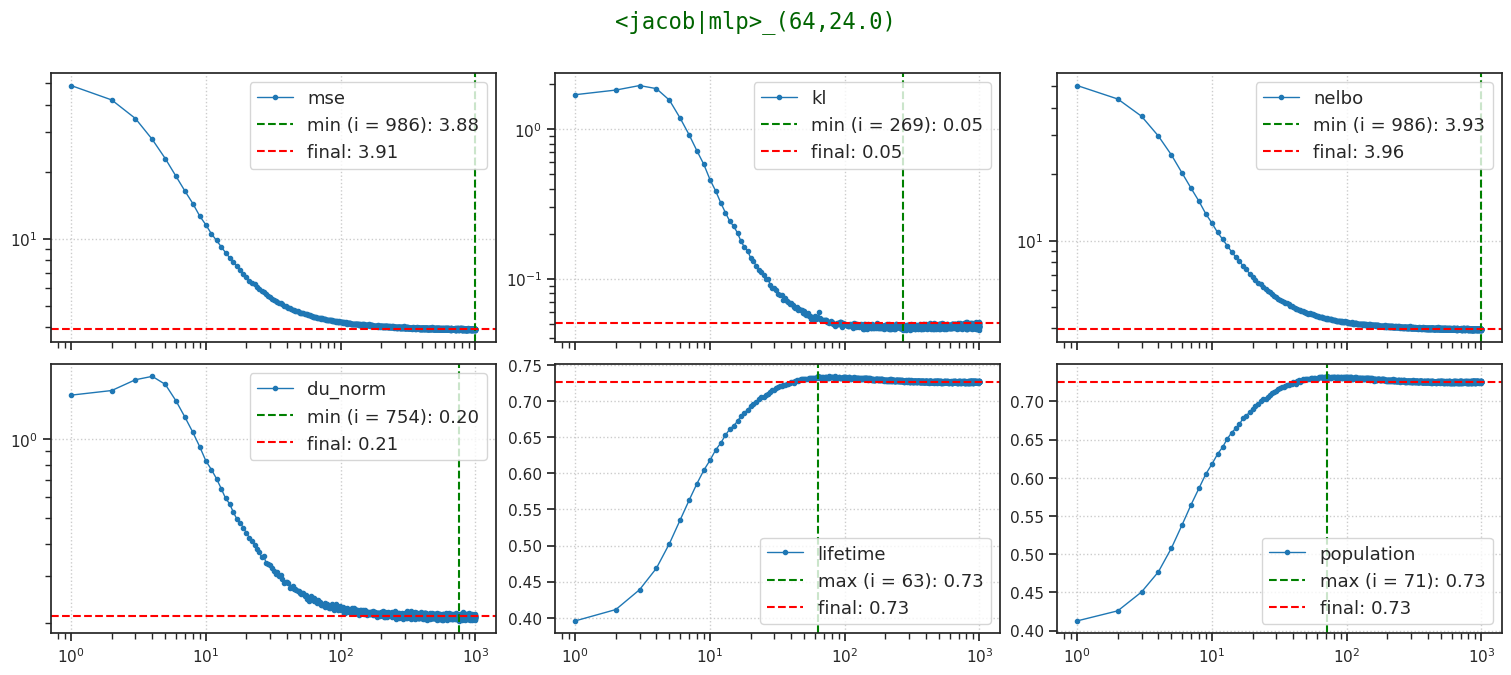 <jacob|mlp>_(64,24.0)
mse
min (i = 986): 3.88
final: 3.91
10¹
kl
min (i = 269): 0.05
final: 0.05
10⁰
10⁻¹
nelbo
min (i = 986): 3.93
final: 3.96
10¹
du_norm
min (i = 754): 0.20
final: 0.21
10⁰
10⁰ 10¹ 10² 10³
0.75
0.70
0.65
0.60
0.55
0.50
0.45
0.40
lifetime
max (i = 63): 0.73
final: 0.73
10⁰ 10¹ 10² 10³
0.70
0.65
0.60
0.55
0.50
0.45
0.40
population
max (i = 71): 0.73
final: 0.73
10⁰ 10¹ 10² 10³